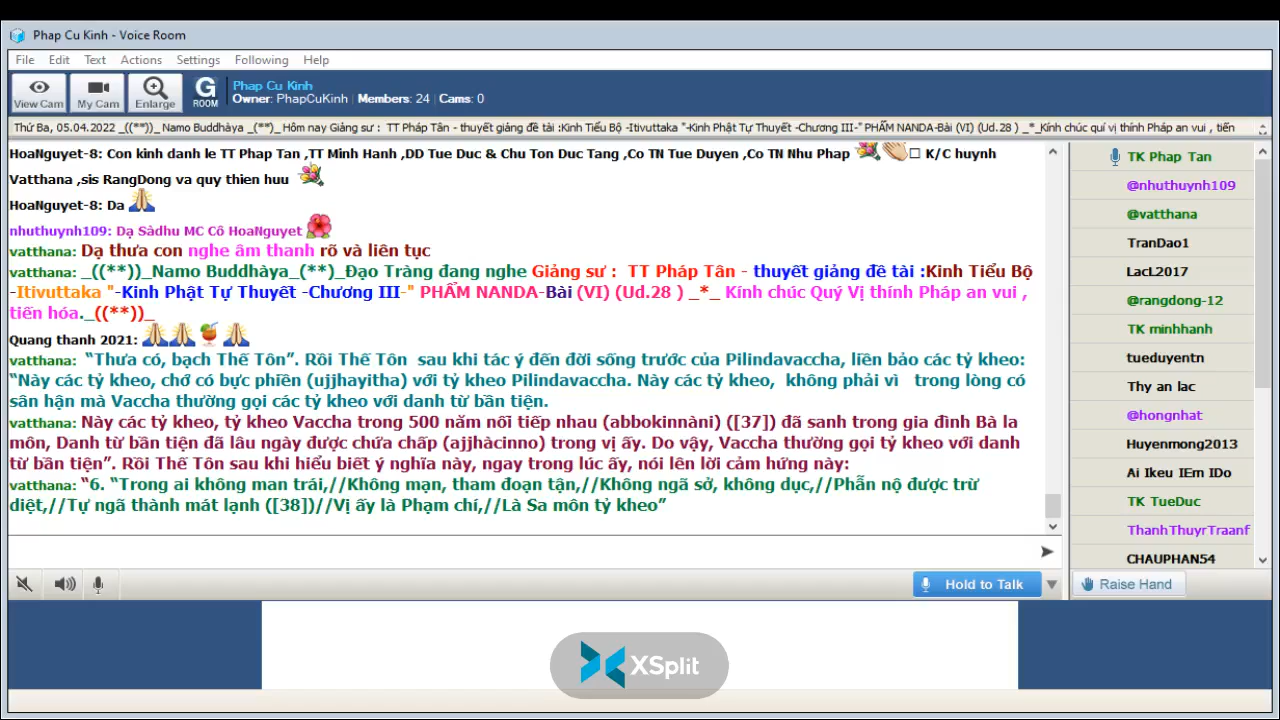 Phap Cu Kinh - Voice Room
File Edit Text Actions Settings Following Help
View Cam My Cam Enlarge G ROOM
Phap Cu Kinh
Owner: PhapCuKinh | Members: 24 | Cams: 0
Thứ Ba, 05.04.2022 _((**))_ Namo Buddhàya _(**)_ Hôm nay Giảng sư : TT Pháp Tân - thuyết giảng đề tài :Kinh Tiểu Bộ -Itivuttaka "-Kinh Phật Tự Thuyết -Chương III-" PHẨM NANDA-Bài (VI) (Ud.28 ) _*_Kính chúc quí vị thính Pháp an vui , tiến
HoaNguyet-8: Con kinh danh le TT Phap Tan ,TT Minh Hanh ,DD Tue Duc & Chu Ton Duc Tang ,Co TN Tue Duyen ,Co TN Nhu Phap K/C huynh
Vatthana ,sis RangDong va quy thien huu
HoaNguyet-8: Da
nhuthuynh109: Dạ Sàdhu MC Cô HoaNguyet
vatthana: Dạ thưa con nghe âm thanh rõ và liên tục
vatthana: _((**))_Namo Buddhàya_(**)_Đạo Tràng đang nghe Giảng sư : TT Pháp Tân - thuyết giảng đề tài :Kinh Tiểu Bộ
-Itivuttaka "-Kinh Phật Tự Thuyết -Chương III-" PHẨM NANDA-Bài (VI) (Ud.28 ) _*_ Kính chúc Quý Vị thính Pháp an vui ,
tiến hóa._((**))_
Quang thanh 2021:
vatthana: “Thưa có, bạch Thế Tôn”. Rồi Thế Tôn sau khi tác ý đến đời sống trước của Pilindavaccha, liền bảo các tỷ kheo:
“Này các tỷ kheo, chớ có bực phiền (ujjhayitha) với tỷ kheo Pilindavaccha. Này các tỷ kheo, không phải vì trong lòng có
sân hận mà Vaccha thường gọi các tỷ kheo với danh từ bần tiện.
vatthana: Này các tỷ kheo, tỷ kheo Vaccha trong 500 năm nối tiếp nhau (abbokinnàni) ([37]) đã sanh trong gia đình Bà la
môn, Danh từ bần tiện đã lâu ngày được chứa chấp (ajjhàcinno) trong vị ấy. Do vậy, Vaccha thường gọi tỷ kheo với danh
từ bần tiện”. Rồi Thế Tôn sau khi hiểu biết ý nghĩa này, ngay trong lúc ấy, nói lên lời cảm hứng này:
vatthana: “6. “Trong ai không man trái,//Không mạn, tham đoạn tận,//Không ngã sở, không dục,//Phẫn nộ được trừ
diệt,//Tự ngã thành mát lạnh ([38])//Vị ấy là Phạm chí,//Là Sa môn tỷ kheo”
TK Phap Tan
@nhuthuynh109
@vatthana
TranDao1
LacL2017
@rangdong-12
TK minhhanh
tueduyentn
Thy an lac
@hongnhat
Huyenmong2013
Ai Ikeu IEm IDo
TK TueDuc
ThanhThuyrTraanf
CHAUPHAN54
Hold to Talk
Raise Hand
XSplit